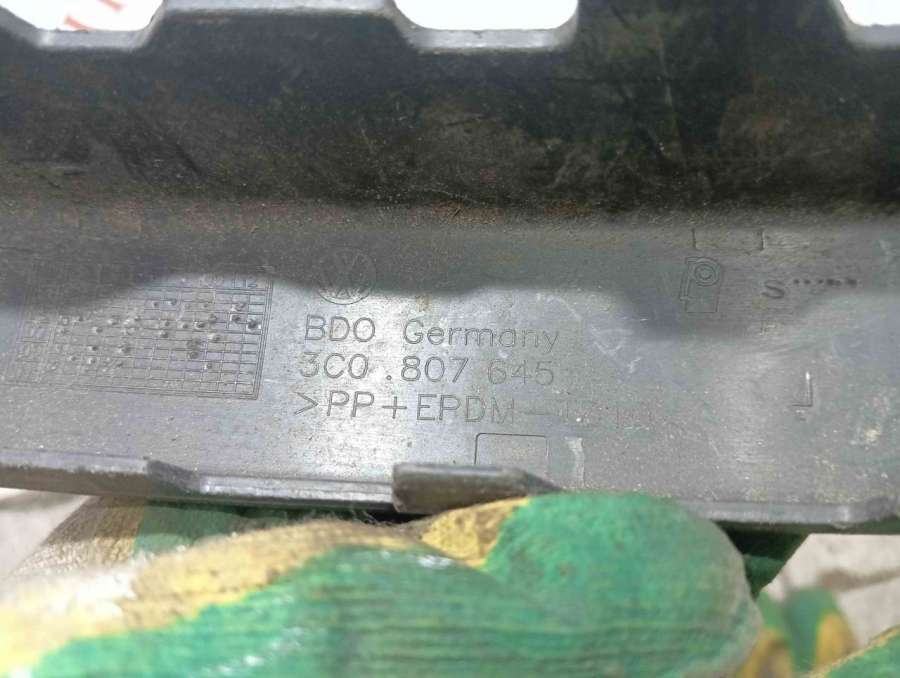 BDO Germany
3C0.807 645
>PP+EPDM
L